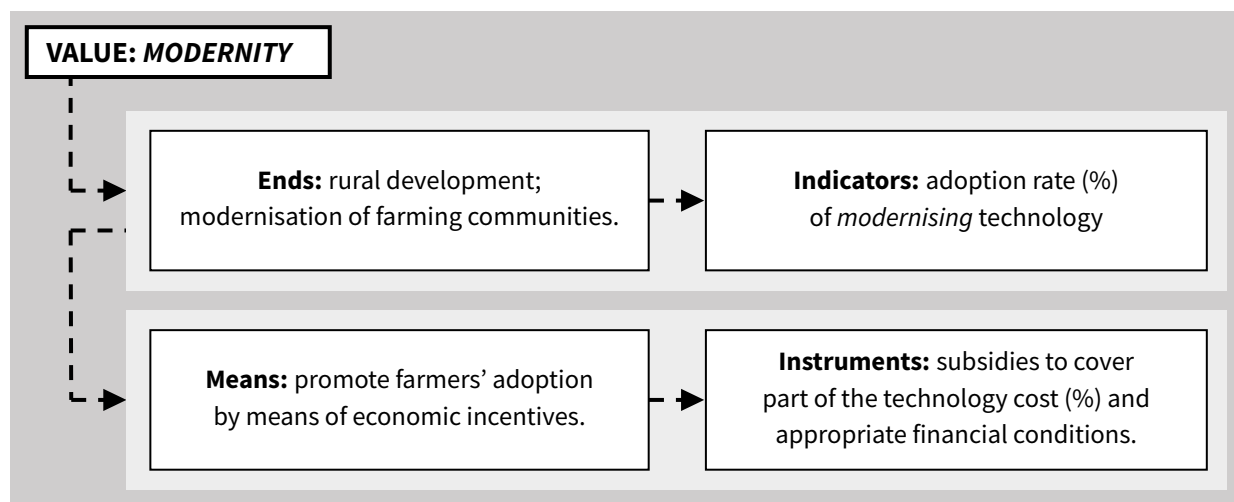 VALUE: MODERNITY
Ends: rural development;
modernisation of farming communities.
Indicators: adoption rate (%)
of modernising technology
Means: promote farmers’ adoption
by means of economic incentives.
Instruments: subsidies to cover
part of the technology cost (%) and
appropriate financial conditions.